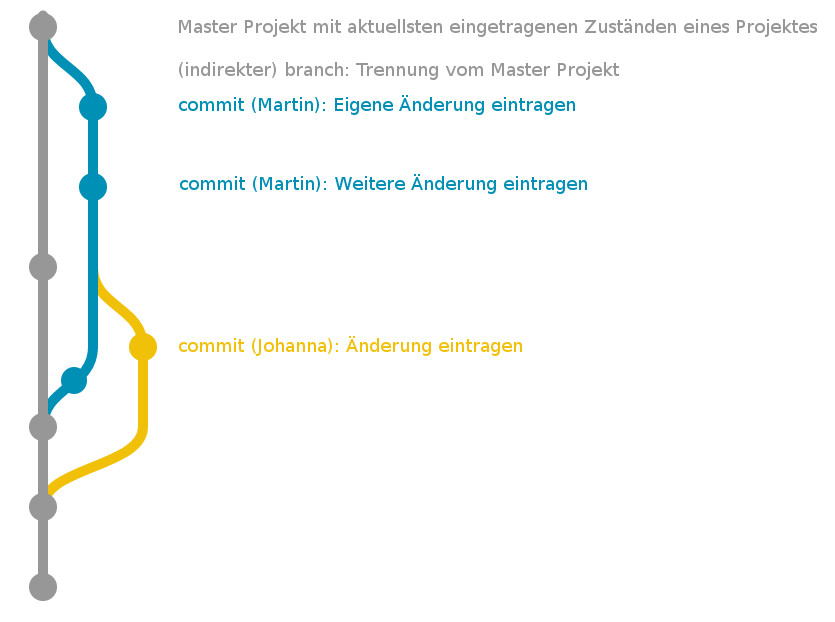 Master Projekt mit aktuellsten eingetragenen Zuständen eines Projektes
(indirekter) branch: Trennung vom Master Projekt
commit (Martin): Eigene Änderung eintragen
commit (Martin): Weitere Änderung eintragen
commit (Johanna): Änderung eintragen